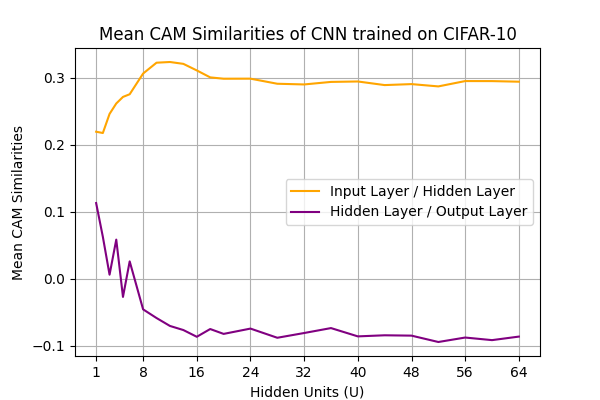 Mean CAM Similarities of CNN trained on CIFAR-10
Mean CAM Similarities
0.3
0.2
0.1
0.0
−0.1
Input Layer / Hidden Layer
Hidden Layer / Output Layer
1 8 16 24 32 40 48 56 64
Hidden Units (U)